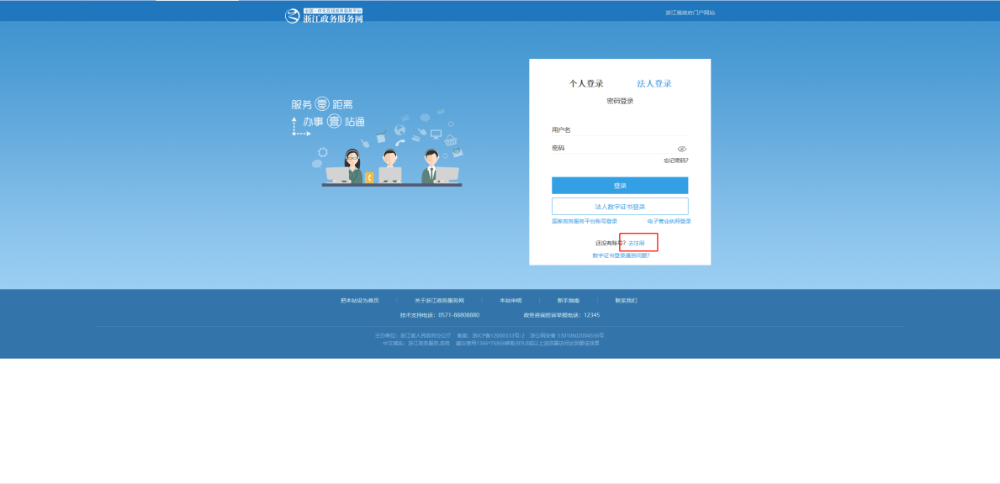 全国一体化在线政务服务平台
浙江政务服务网
浙江省政府门户网站
服务零距离
办事壹站通
个人登录 法人登录
密码登录
用户名
密码
忘记密码?
登录
法人数字证书登录
国家政务服务平台账号登录 电子营业执照登录
还没有账号? 去注册
数字证书登录遇到问题?
把本站设为首页 关于浙江政务服务网 本站申明 新手指南 联系我们
技术支持电话：0571-88808880 政务咨询投诉举报电话：12345
主办单位：浙江省人民政府办公厅 备案：浙ICP备12000333号-2 浙公网安备 33010602004556号
中文域名：浙江政务服务.政务 建议使用1366*768分辨率/IE9.0或以上浏览器访问达到最佳效果